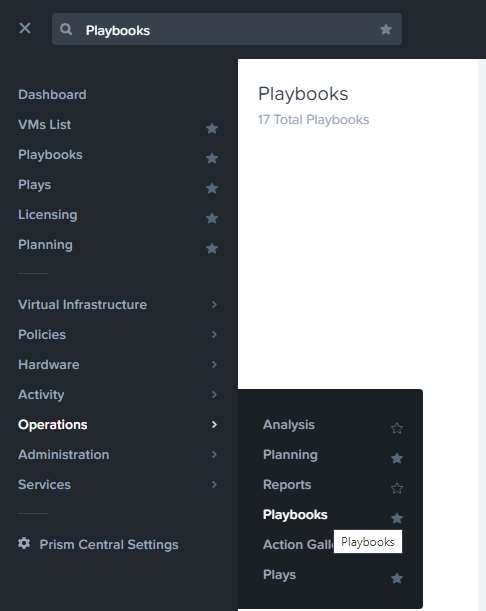 Playbooks
Dashboard
VMs List
Playbooks
Plays
Licensing
Planning
Virtual Infrastructure
Policies
Hardware
Activity
Operations
Administration
Services
Prism Central Settings
Playbooks
17 Total Playbooks
Analysis
Planning
Reports
Playbooks
Action Gall
Playbooks
Plays